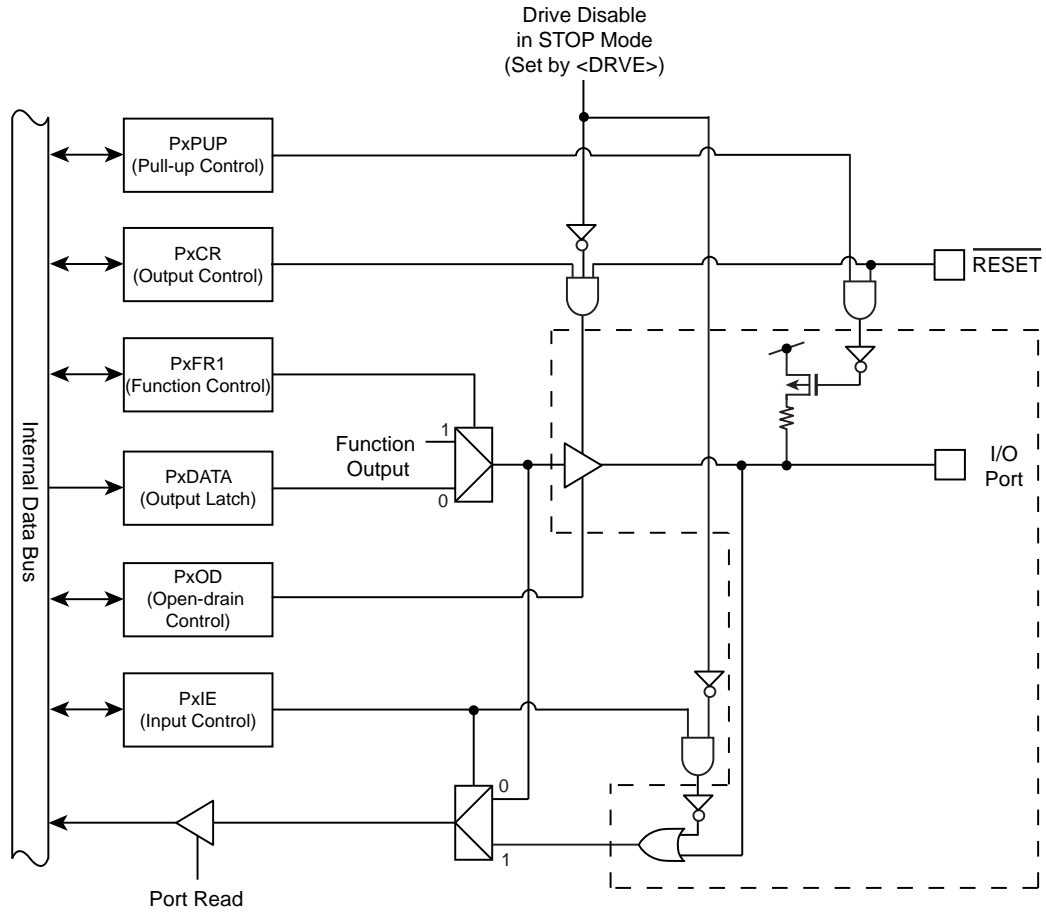 Drive Disable
in STOP Mode
(Set by <DRVE>)
PxPUP
(Pull-up Control)
PxCR
(Output Control)
RESET
PxFR1
(Function Control)
1
Function
Output
0
I/O
Port
PxDATA
(Output Latch)
Internal Data Bus
PxOD
(Open-drain
Control)
PxIE
(Input Control)
0
1
Port Read